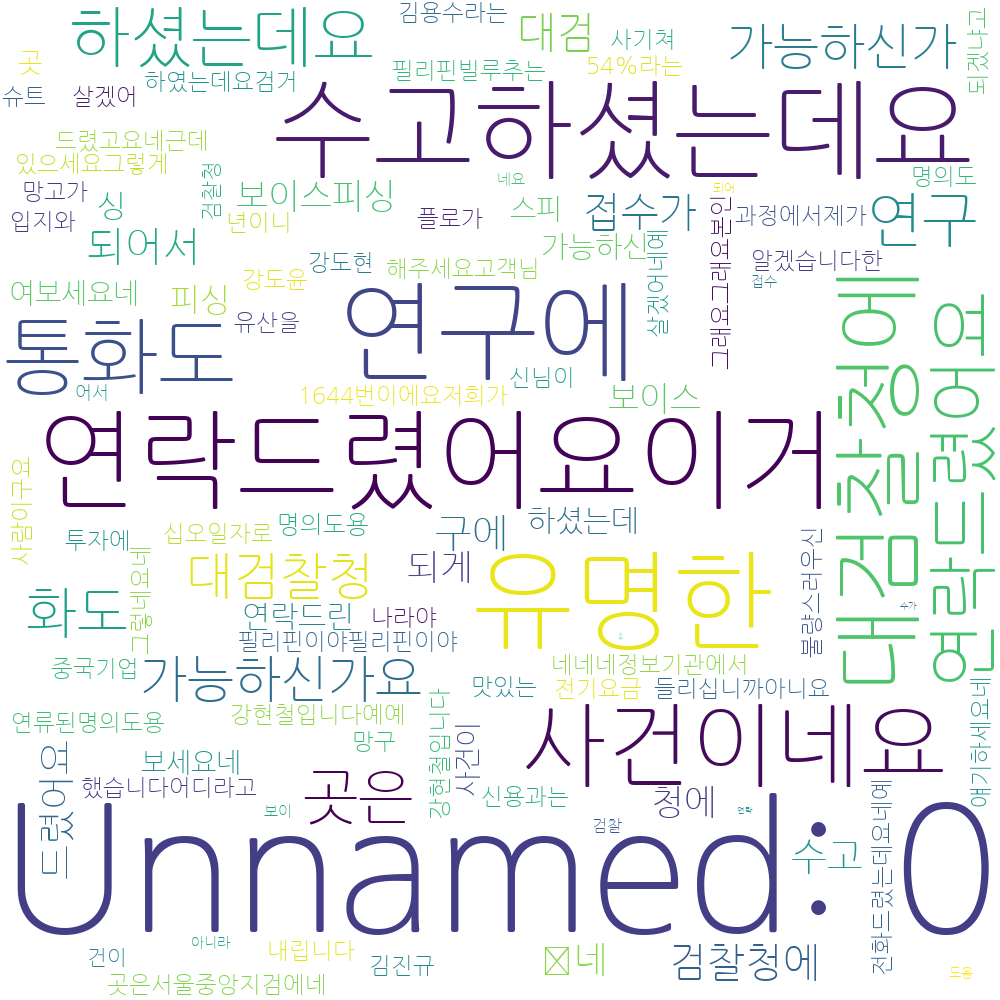 하셨는데요
김용수라는
대검
사기쳐
가능하신가
되겠냐고
곳
하였는데요검거
필리핀빌루추는
54%라는
슈트
살겠어
수고하셨는데요
드렸고요네근데
있으세요그렇게
검찰청
네요
되어
명의도
망고가
싱
보이스피싱
스피
접수가
본인
연구
입지와
년이니
플로가
과정에서제가
되어서
가능하신
살겠어네예
그래요그래요
알겠습니다한
강도현
해주세요고객님
강도윤
접수
여보세요네
피싱
유산을
연구에
대검찰청에
연락드렸어요
통화도
신님이
어서
1644번이에요저희가
보이스
연락드렸어요이거
사람이구요
투자에
십오일자로
명의도용
구에
하셨는데
그렇네요네
대검찰청
되게
유명한
불량스러우신
화도
연락드린
나라야
수가
필리핀이야필리핀이야
중국기업
가능하신가요
네네네정보기관에서
맛있는
전기요금
들리십니까아니요
얘기하세요네
연류된명의도용
강현철입니다예예
강현철입니다
사건이네요
망구
사건이
보세요네
드렸어요
했습니다어디라고
곳은
신용과는
청에
보이
연락
검찰
Unnamed: 0
수고
전화드렸는데요네예
건이
아니라
내립니다
김진규
네
검찰청에
도용
곳은서울중앙지검에네